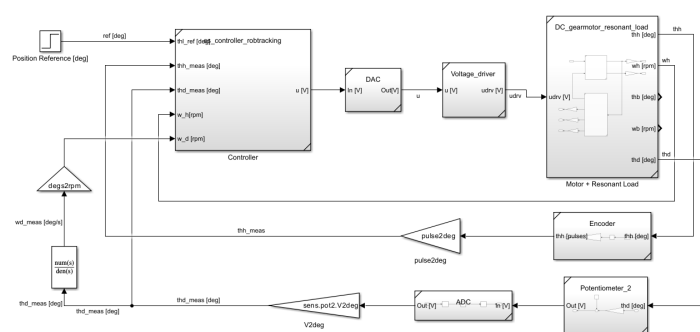 ref [deg]
Position Reference [deg]
thl_ref [deg]
ss_controller_robtracking
thh_meas [deg]
thd_meas [deg]
w_h[rpm]
w_d [rpm]
u [V]
Controller
DAC
In [V]
Out[V]
u
Voltage_driver
u [V]
udrv [V]
udrv
DC_gearmotor_resonant_load
thh [deg]
wh [rpm]
thb [deg]
wb [rpm]
thd [deg]
udrv [V]
Motor + Resonant Load
thh
wh
thd
degs2rpm
wd_meas [deg/s]
num(s)
den(s)
thh_meas
pulse2deg
pulse2deg
Encoder
thh [pulses]
thh [deg]
thd_meas [deg]
thd_meas [deg]
thd_meas [deg]
sens.pot2.V2deg
V2deg
ADC
Out [V]
In [V]
Potentiometer_2
Out [V]
thd [deg]